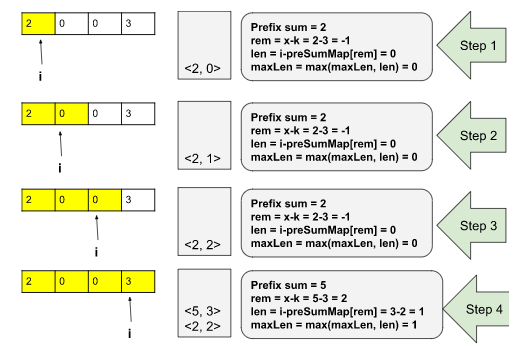 2 0 0 3
i
<2, 0>
Prefix sum = 2
rem = x-k = 2-3 = -1
len = i-preSumMap[rem] = 0
maxLen = max(maxLen, len) = 0
Step 1
2 0 0 3
i
<2, 1>
Prefix sum = 2
rem = x-k = 2-3 = -1
len = i-preSumMap[rem] = 0
maxLen = max(maxLen, len) = 0
Step 2
2 0 0 3
i
<2, 2>
Prefix sum = 2
rem = x-k = 2-3 = -1
len = i-preSumMap[rem] = 0
maxLen = max(maxLen, len) = 0
Step 3
2 0 0 3
i
<5, 3>
<2, 2>
Prefix sum = 5
rem = x-k = 5-3 = 2
len = i-preSumMap[rem] = 3-2 = 1
maxLen = max(maxLen, len) = 1
Step 4